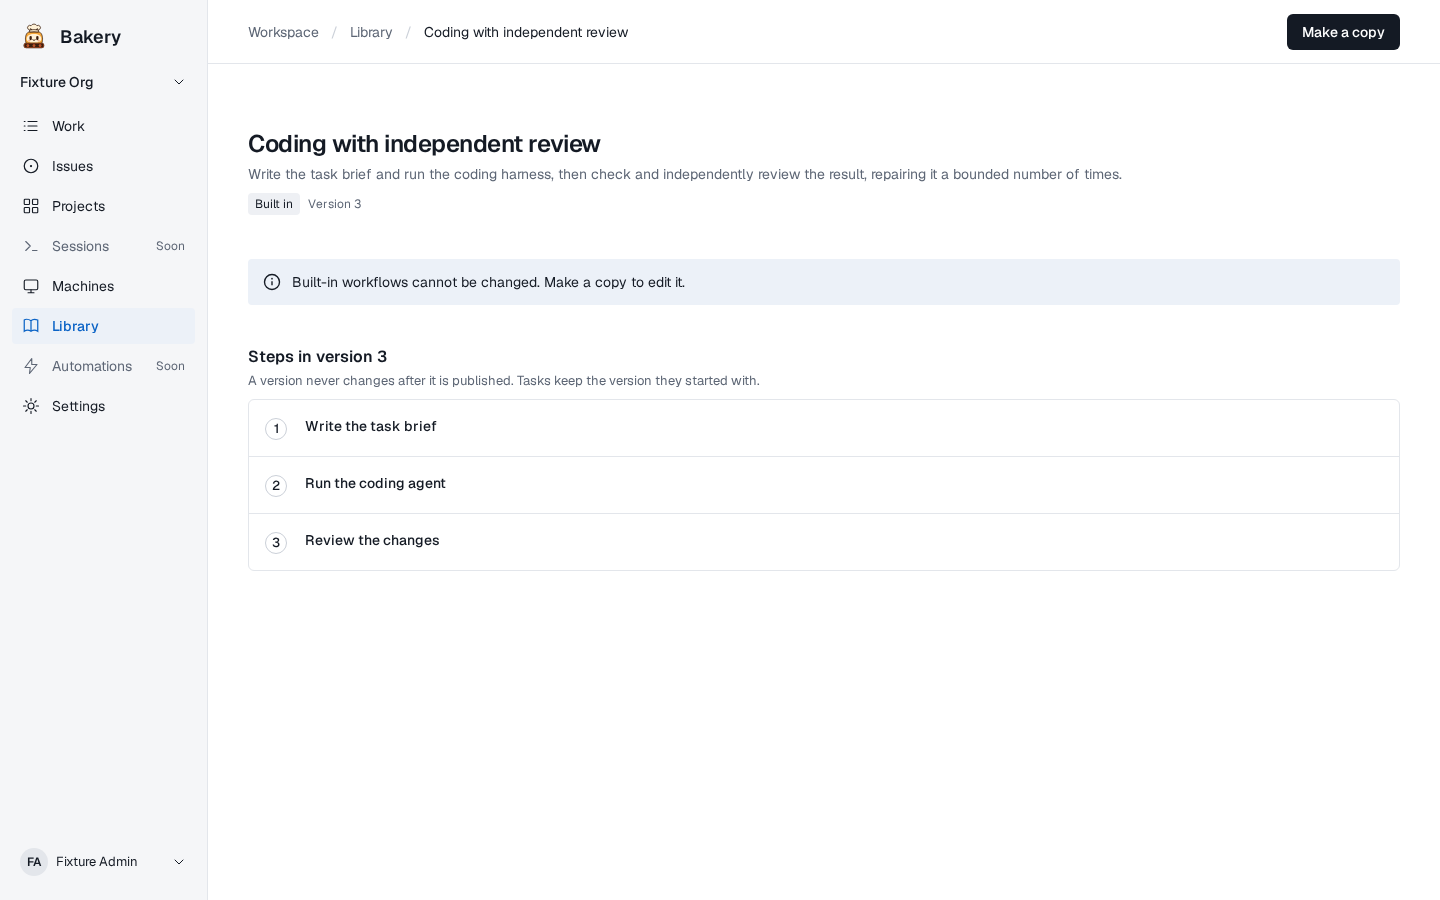 Bakery
Fixture Org
Work
Issues
Projects
Sessions Soon
Machines
Library
Automations Soon
Settings
FA Fixture Admin
Workspace / Library / Coding with independent review
Make a copy
Coding with independent review
Write the task brief and run the coding harness, then check and independently review the result, repairing it a bounded number of times.
Built in Version 3
Built-in workflows cannot be changed. Make a copy to edit it.
Steps in version 3
A version never changes after it is published. Tasks keep the version they started with.
1 Write the task brief
2 Run the coding agent
3 Review the changes